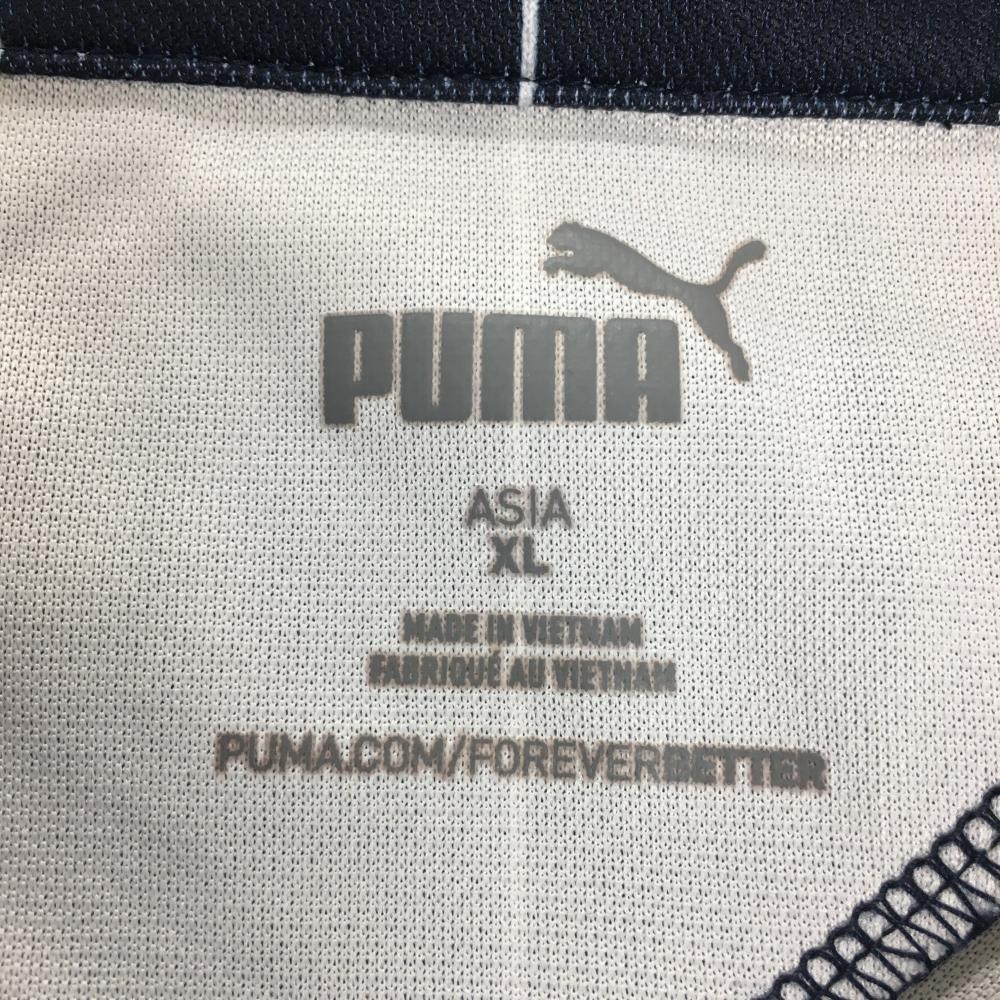 PUMA
ASIA
XL
MADE IN VIETNAM
FABRIQUÉ AU VIETNAM
PUMA.COM/FOREVERBETTER